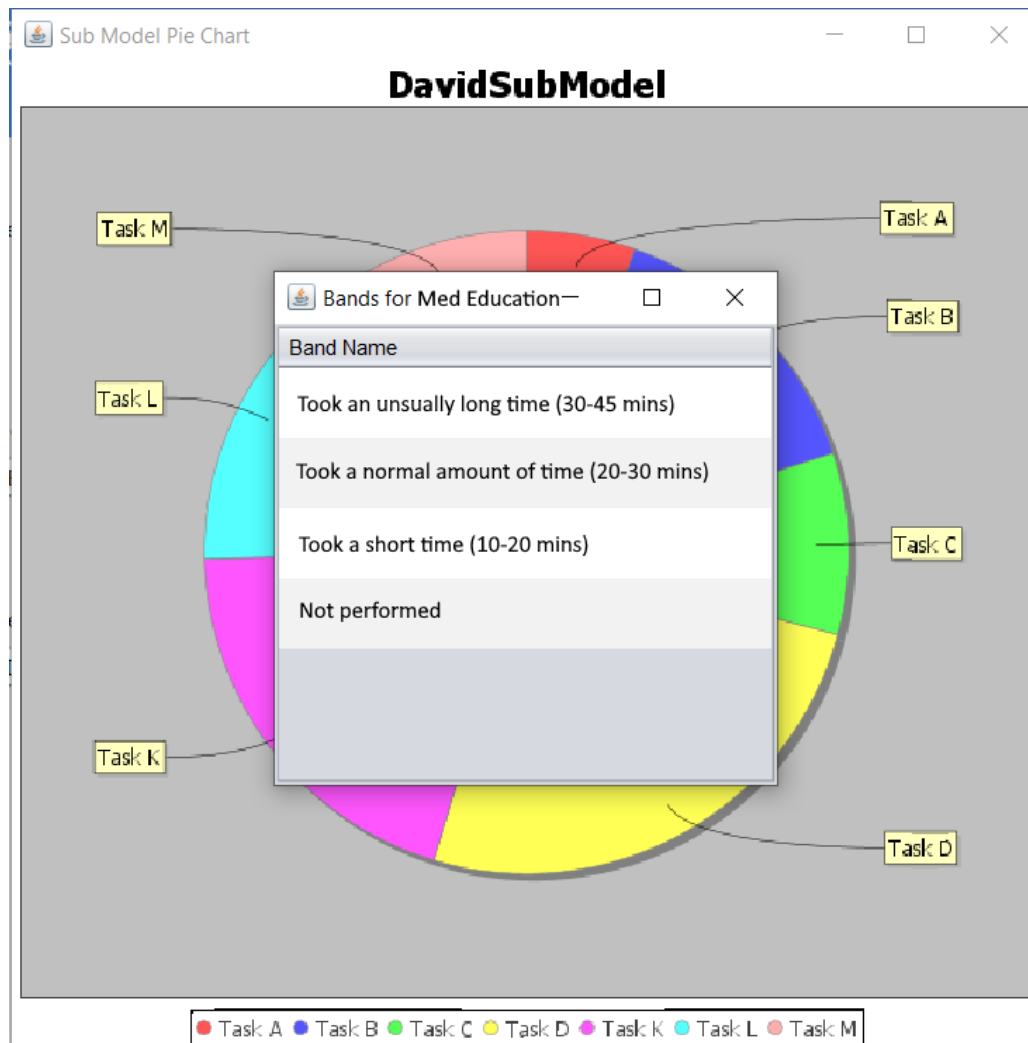 Sub Model Pie Chart
DavidSubModel
Task M
Task A
Task B
Task L
Task C
Task K
Task D
Bands for Med Education
Band Name
Took an unsually long time (30-45 mins)
Took a normal amount of time (20-30 mins)
Took a short time (10-20 mins)
Not performed
Task A Task B Task C Task D Task K Task L Task M